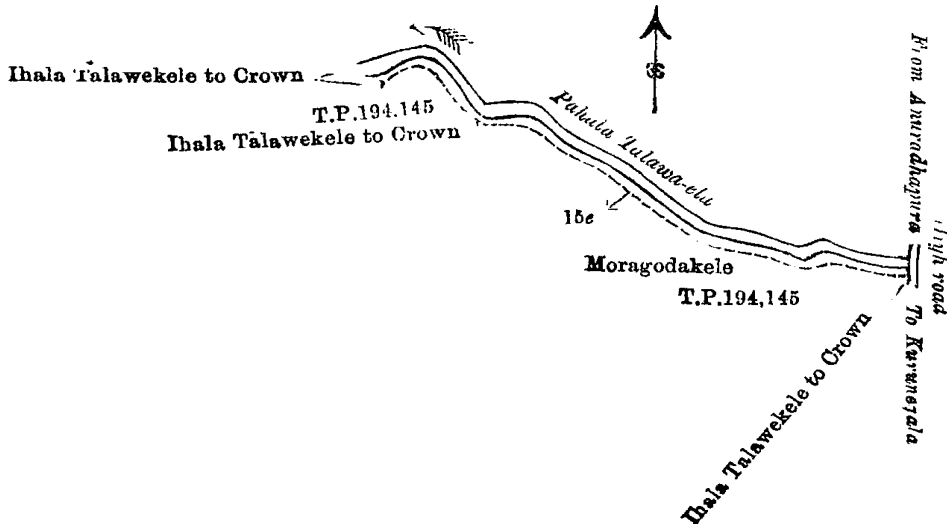 Ihala Talawekele to Crown
T.P.194,145
Ihala Talawekele to Crown
Pahala Talawa-ela
15e
Moragodakele
T.P.194,145
Ihala Talawekele to Crown
From Anuradhapura
High road
To Kurunegala